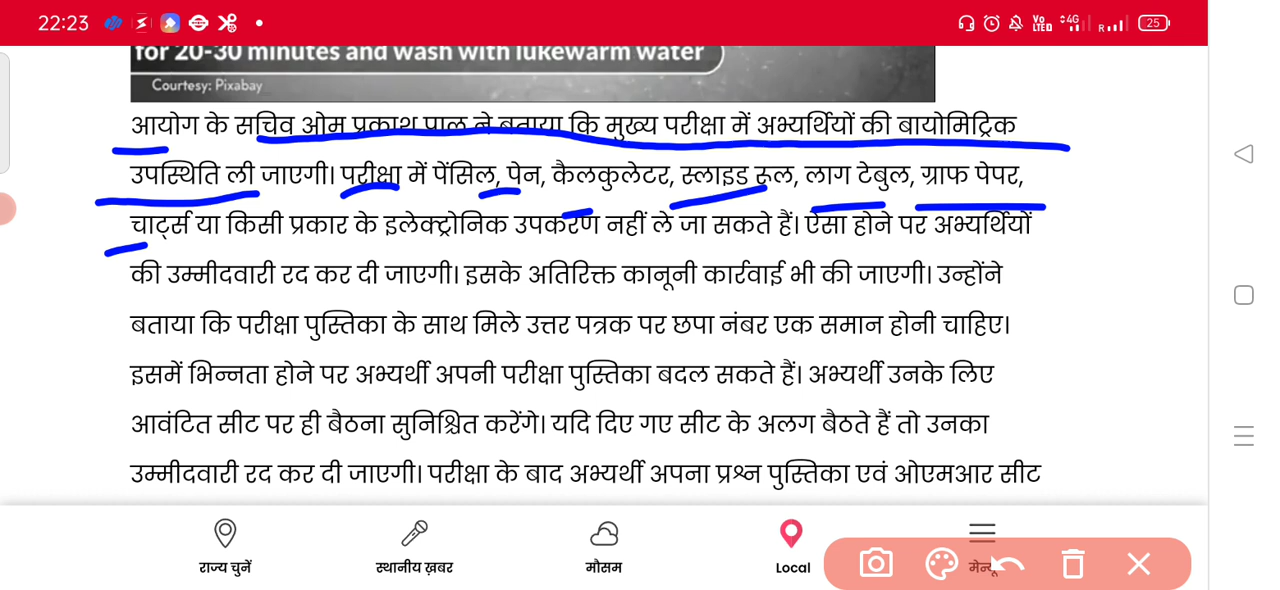 22:23
Vo LTED 4G R 25
for 20-30 minutes and wash with lukewarm water
Courtesy: Pixabay
आयोग के सचिव ओम प्रकाश पाल ने बताया कि मुख्य परीक्षा में अभ्यर्थियों की बायोमिट्रिक
उपस्थिति ली जाएगी। परीक्षा में पेंसिल, पेन, कैलकुलेटर, स्लाइड रूल, लाग टेबुल, ग्राफ पेपर,
चार्ट्स या किसी प्रकार के इलेक्ट्रोनिक उपकरण नहीं ले जा सकते हैं। ऐसा होने पर अभ्यर्थियों
की उम्मीदवारी रद कर दी जाएगी। इसके अतिरिक्त कानूनी कार्रवाई भी की जाएगी। उन्होंने
बताया कि परीक्षा पुस्तिका के साथ मिले उत्तर पत्रक पर छपा नंबर एक समान होनी चाहिए।
इसमें भिन्नता होने पर अभ्यर्थी अपनी परीक्षा पुस्तिका बदल सकते हैं। अभ्यर्थी उनके लिए
आवंटित सीट पर ही बैठना सुनिश्चित करेंगे। यदि दिए गए सीट के अलग बैठते हैं तो उनका
उम्मीदवारी रद कर दी जाएगी। परीक्षा के बाद अभ्यर्थी अपना प्रश्न पुस्तिका एवं ओएमआर सीट
राज्य चुनें स्थानीय ख़बर मौसम Local मेन्यू